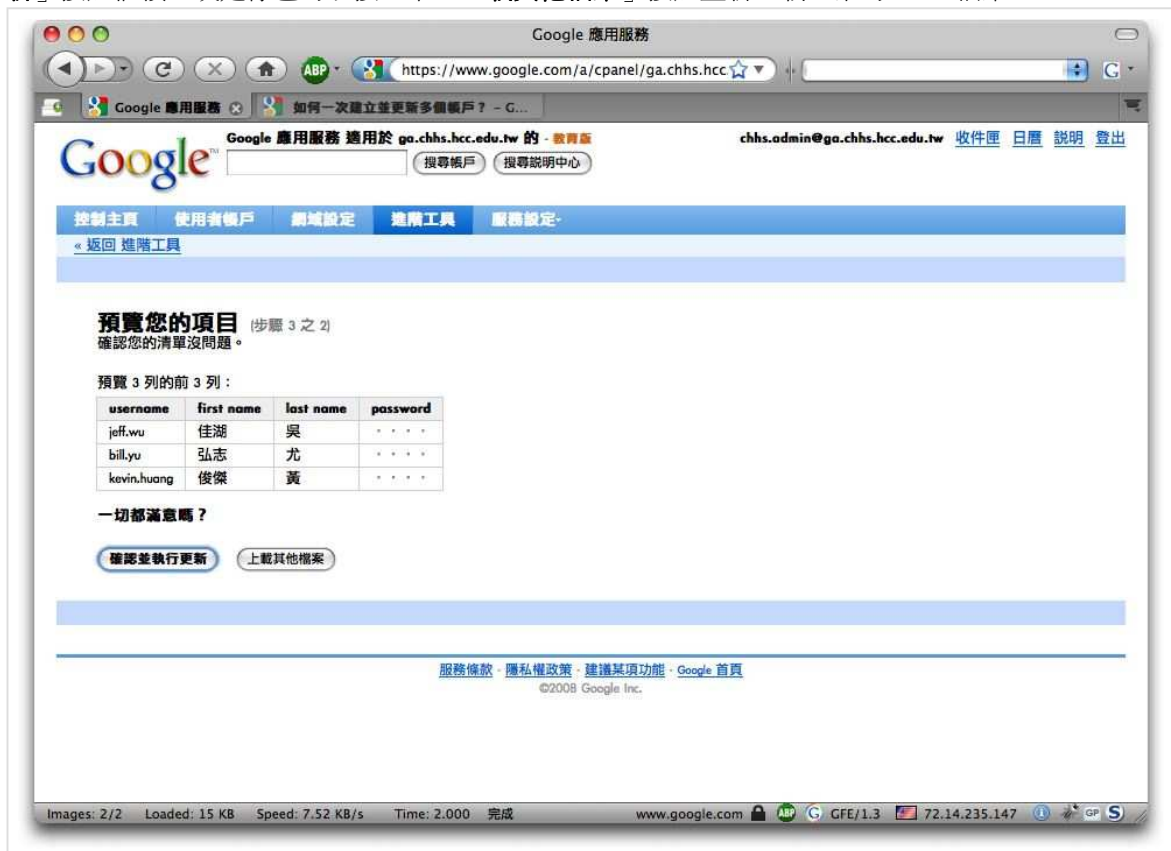 Google 應用服務
ABP
https://www.google.com/a/cpanel/ga.chhs.hcc.
G
Google 應用服務
如何一次建立並更新多個帳戶? - G...
Google™
Google 應用服務 適用於 ga.chhs.hcc.edu.tw 的 - 教育版
chhs.admin@ga.chhs.hcc.edu.tw 收件匣 日曆 説明 登出
搜尋帳戶 搜尋説明中心
控制主頁 使用者帳戶 網域設定 進階工具 服務設定
« 返回 進階工具
預覽您的項目 (步驟 3 之 2)
確認您的清單沒問題。
預覽 3 列的前 3 列:
username first name last name password
jeff.wu 佳湖 吳 * * * *
bill.yu 弘志 尤 * * * *
kevin.huang 俊傑 黃 * * * *
一切都滿意嗎?
確認並執行更新 上載其他檔案
服務條款 - 隱私權政策 - 建議某項功能 - Google 首頁
©2008 Google Inc.
Images: 2/2 Loaded: 15 KB Speed: 7.52 KB/s Time: 2.000 完成 www.google.com ABP G GFE/1.3 72.14.235.147 GP S